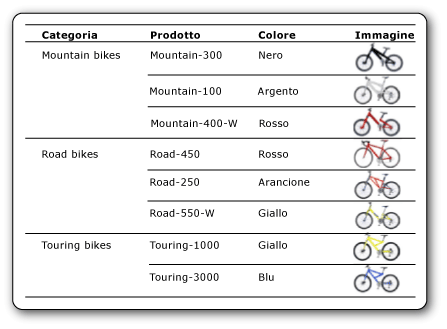 Categoria Prodotto Colore Immagine
Mountain bikes Mountain-300 Nero
Mountain-100 Argento
Mountain-400-W Rosso
Road bikes Road-450 Rosso
Road-250 Arancione
Road-550-W Giallo
Touring bikes Touring-1000 Giallo
Touring-3000 Blu